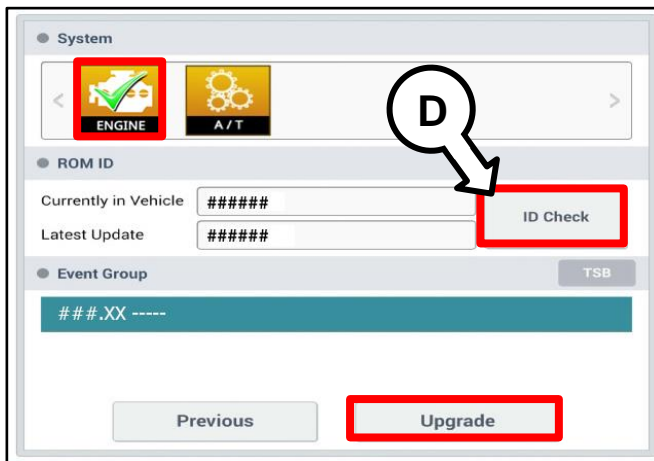 System
ENGINE
A/T
D
ROM ID
Currently in Vehicle ######
ID Check
Latest Update ######
Event Group
TSB
###.XX -----
Previous
Upgrade